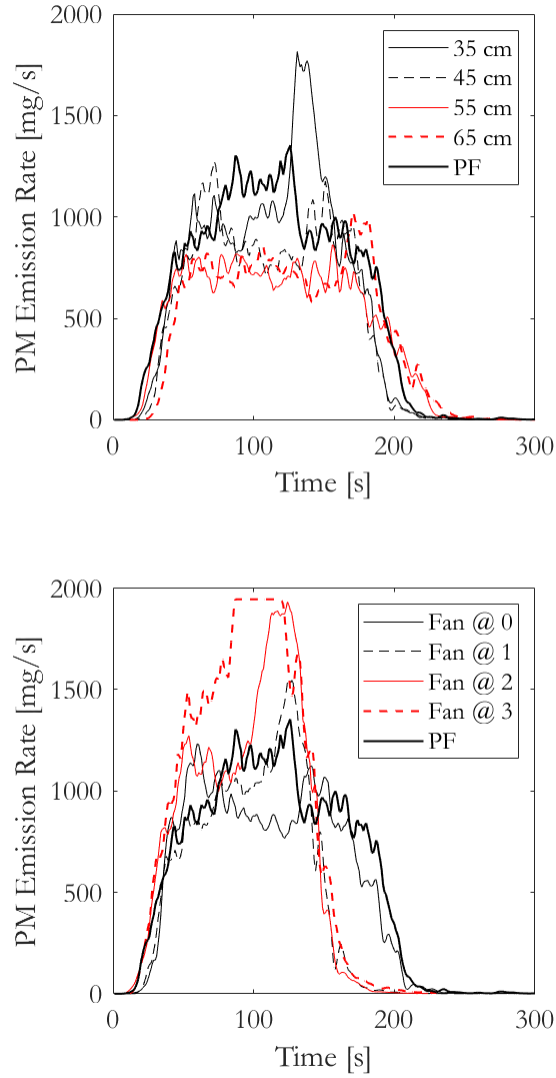 PM Emission Rate [mg/s]
2000
1500
1000
500
0
0
100
200
300
Time [s]
35 cm
45 cm
55 cm
65 cm
PF
PM Emission Rate [mg/s]
2000
1500
1000
500
0
0
100
200
300
Time [s]
Fan @ 0
Fan @ 1
Fan @ 2
Fan @ 3
PF